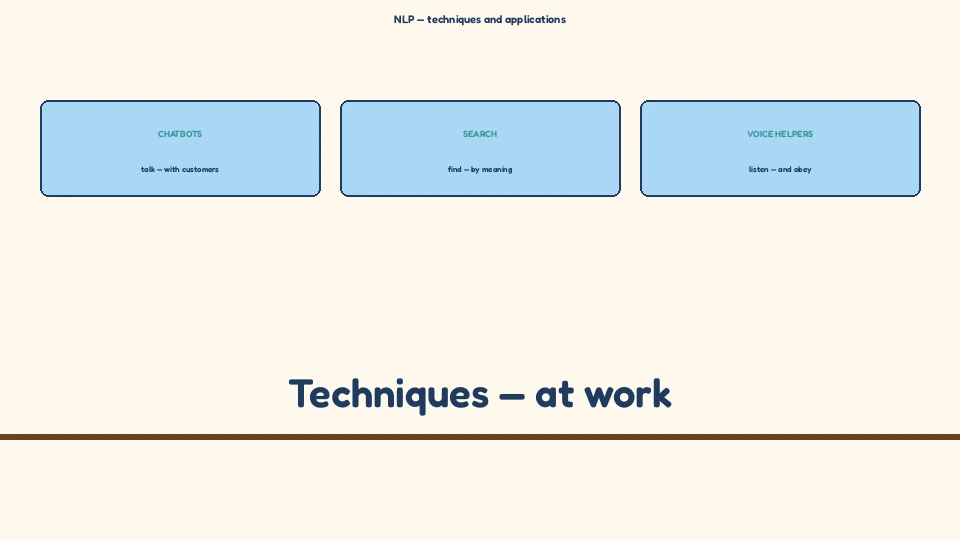 NLP — techniques and applications
CHATBOTS
talk — with customers
SEARCH
find — by meaning
VOICE HELPERS
listen — and obey
Techniques — at work